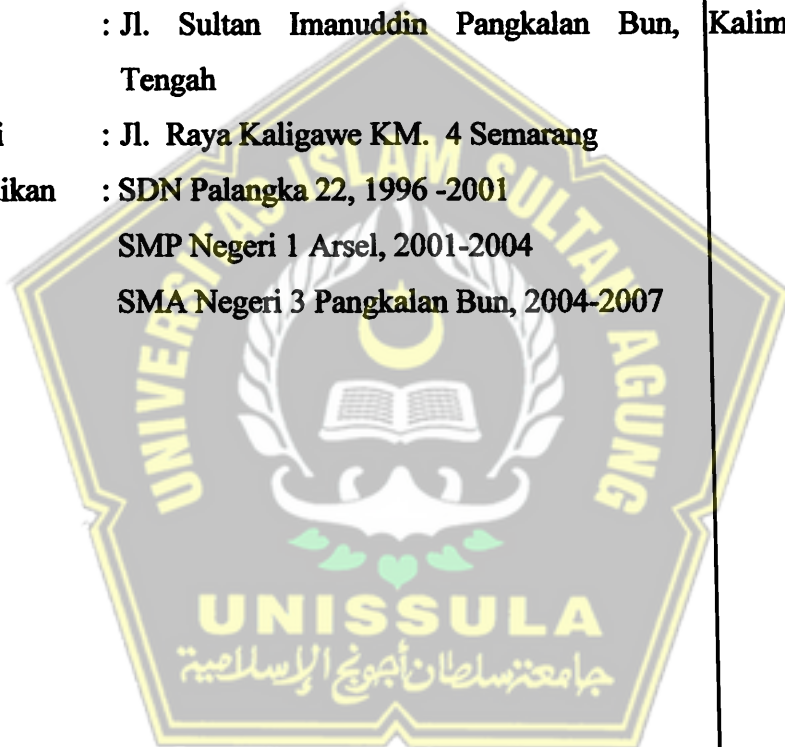 : Jl. Sultan Imanuddin Pangkalan Bun, Kalim
Tengah
i : Jl. Raya Kaligawe KM. 4 Semarang
ikan : SDN Palangka 22, 1996 -2001
SMP Negeri 1 Arsel, 2001-2004
SMA Negeri 3 Pangkalan Bun, 2004-2007
UNIVERSITAS ISLAM SULTAN AGUNG
UNISSULA
جامعة سلطان أجونج الإسلامية